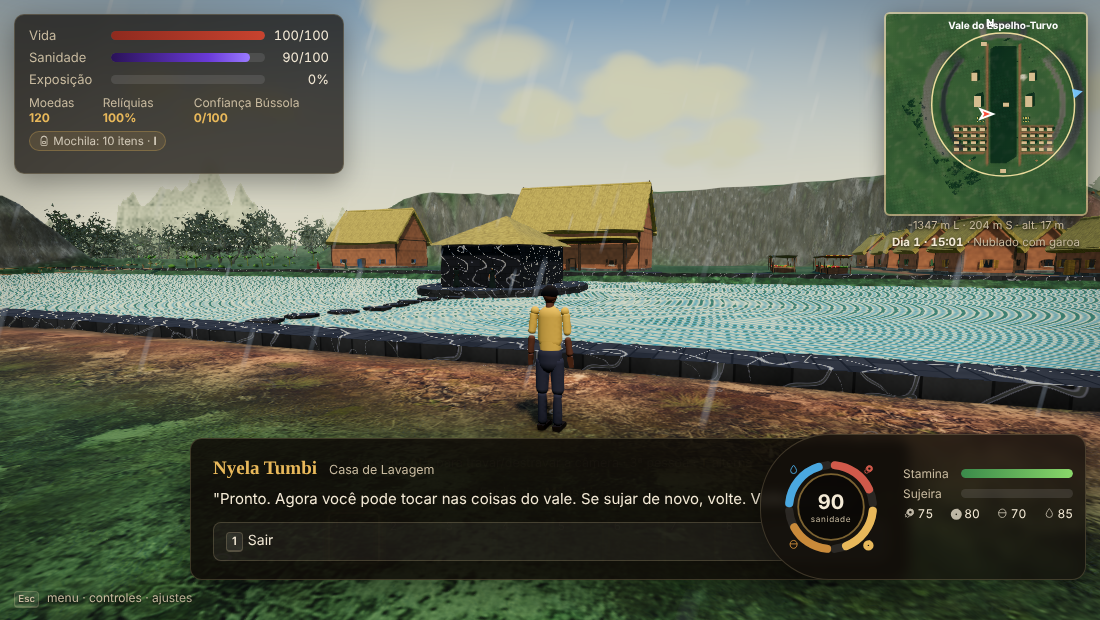 Vida 100/100
Sanidade 90/100
Exposição 0%
Moedas Relíquias Confiança Bússola
120 100% 0/100
Mochila: 10 itens · I
N
Vale do Espelho-Turvo
-1347 m L · 204 m S · alt. 17 m
Dia 1 · 15:01 · Nublado com garoa
Nyela Tumbi Casa de Lavagem
"Pronto. Agora você pode tocar nas coisas do vale. Se sujar de novo, volte. V
1 Sair
90
sanidade
Stamina
Sujeira
75 80 70 85
Esc menu · controles · ajustes